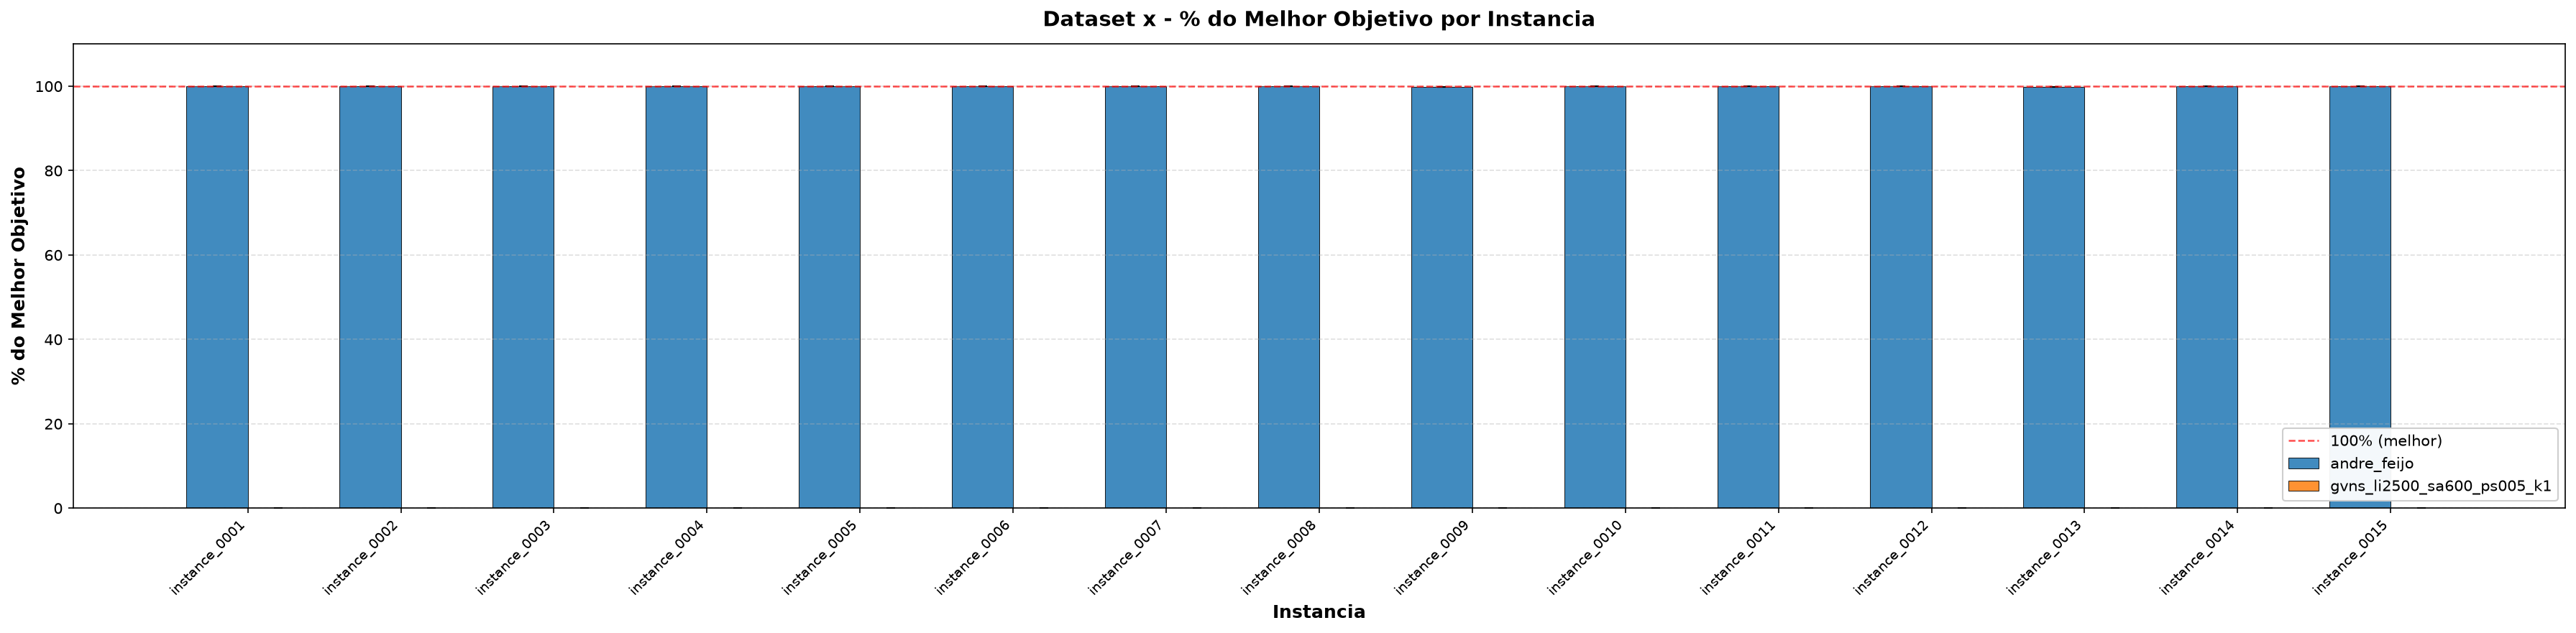 Dataset x - % do Melhor Objetivo por Instancia
% do Melhor Objetivo
100
80
60
40
20
0
100% (melhor)
andre_feijo
gvns_li2500_sa600_ps005_k1
instance_0001
instance_0002
instance_0003
instance_0004
instance_0005
instance_0006
instance_0007
instance_0008
instance_0009
instance_0010
instance_0011
instance_0012
instance_0013
instance_0014
instance_0015
Instancia